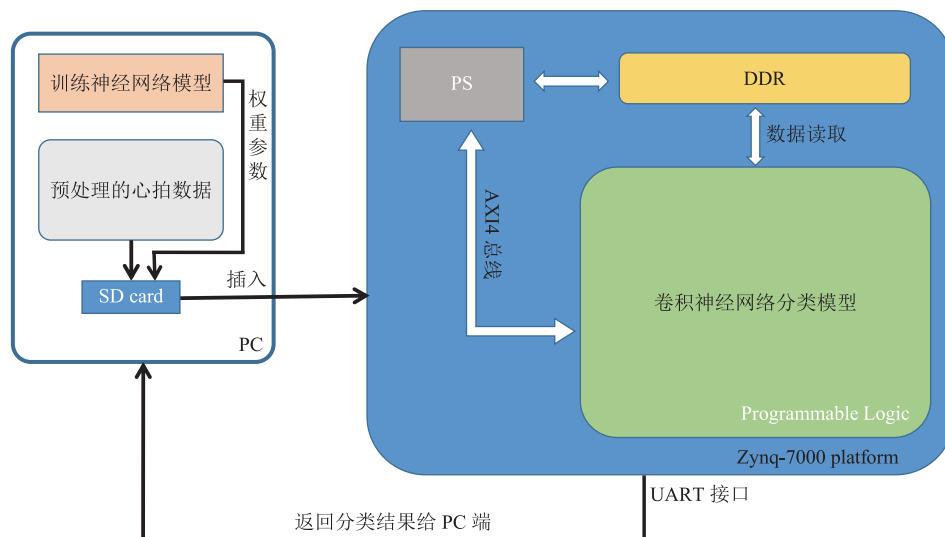 训练神经网络模型
权重参数
预处理的心拍数据
SD card
PC
插入
PS
DDR
数据读取
AXI4 总线
卷积神经网络分类模型
Programmable Logic
Zynq-7000 platform
UART 接口
返回分类结果给 PC 端